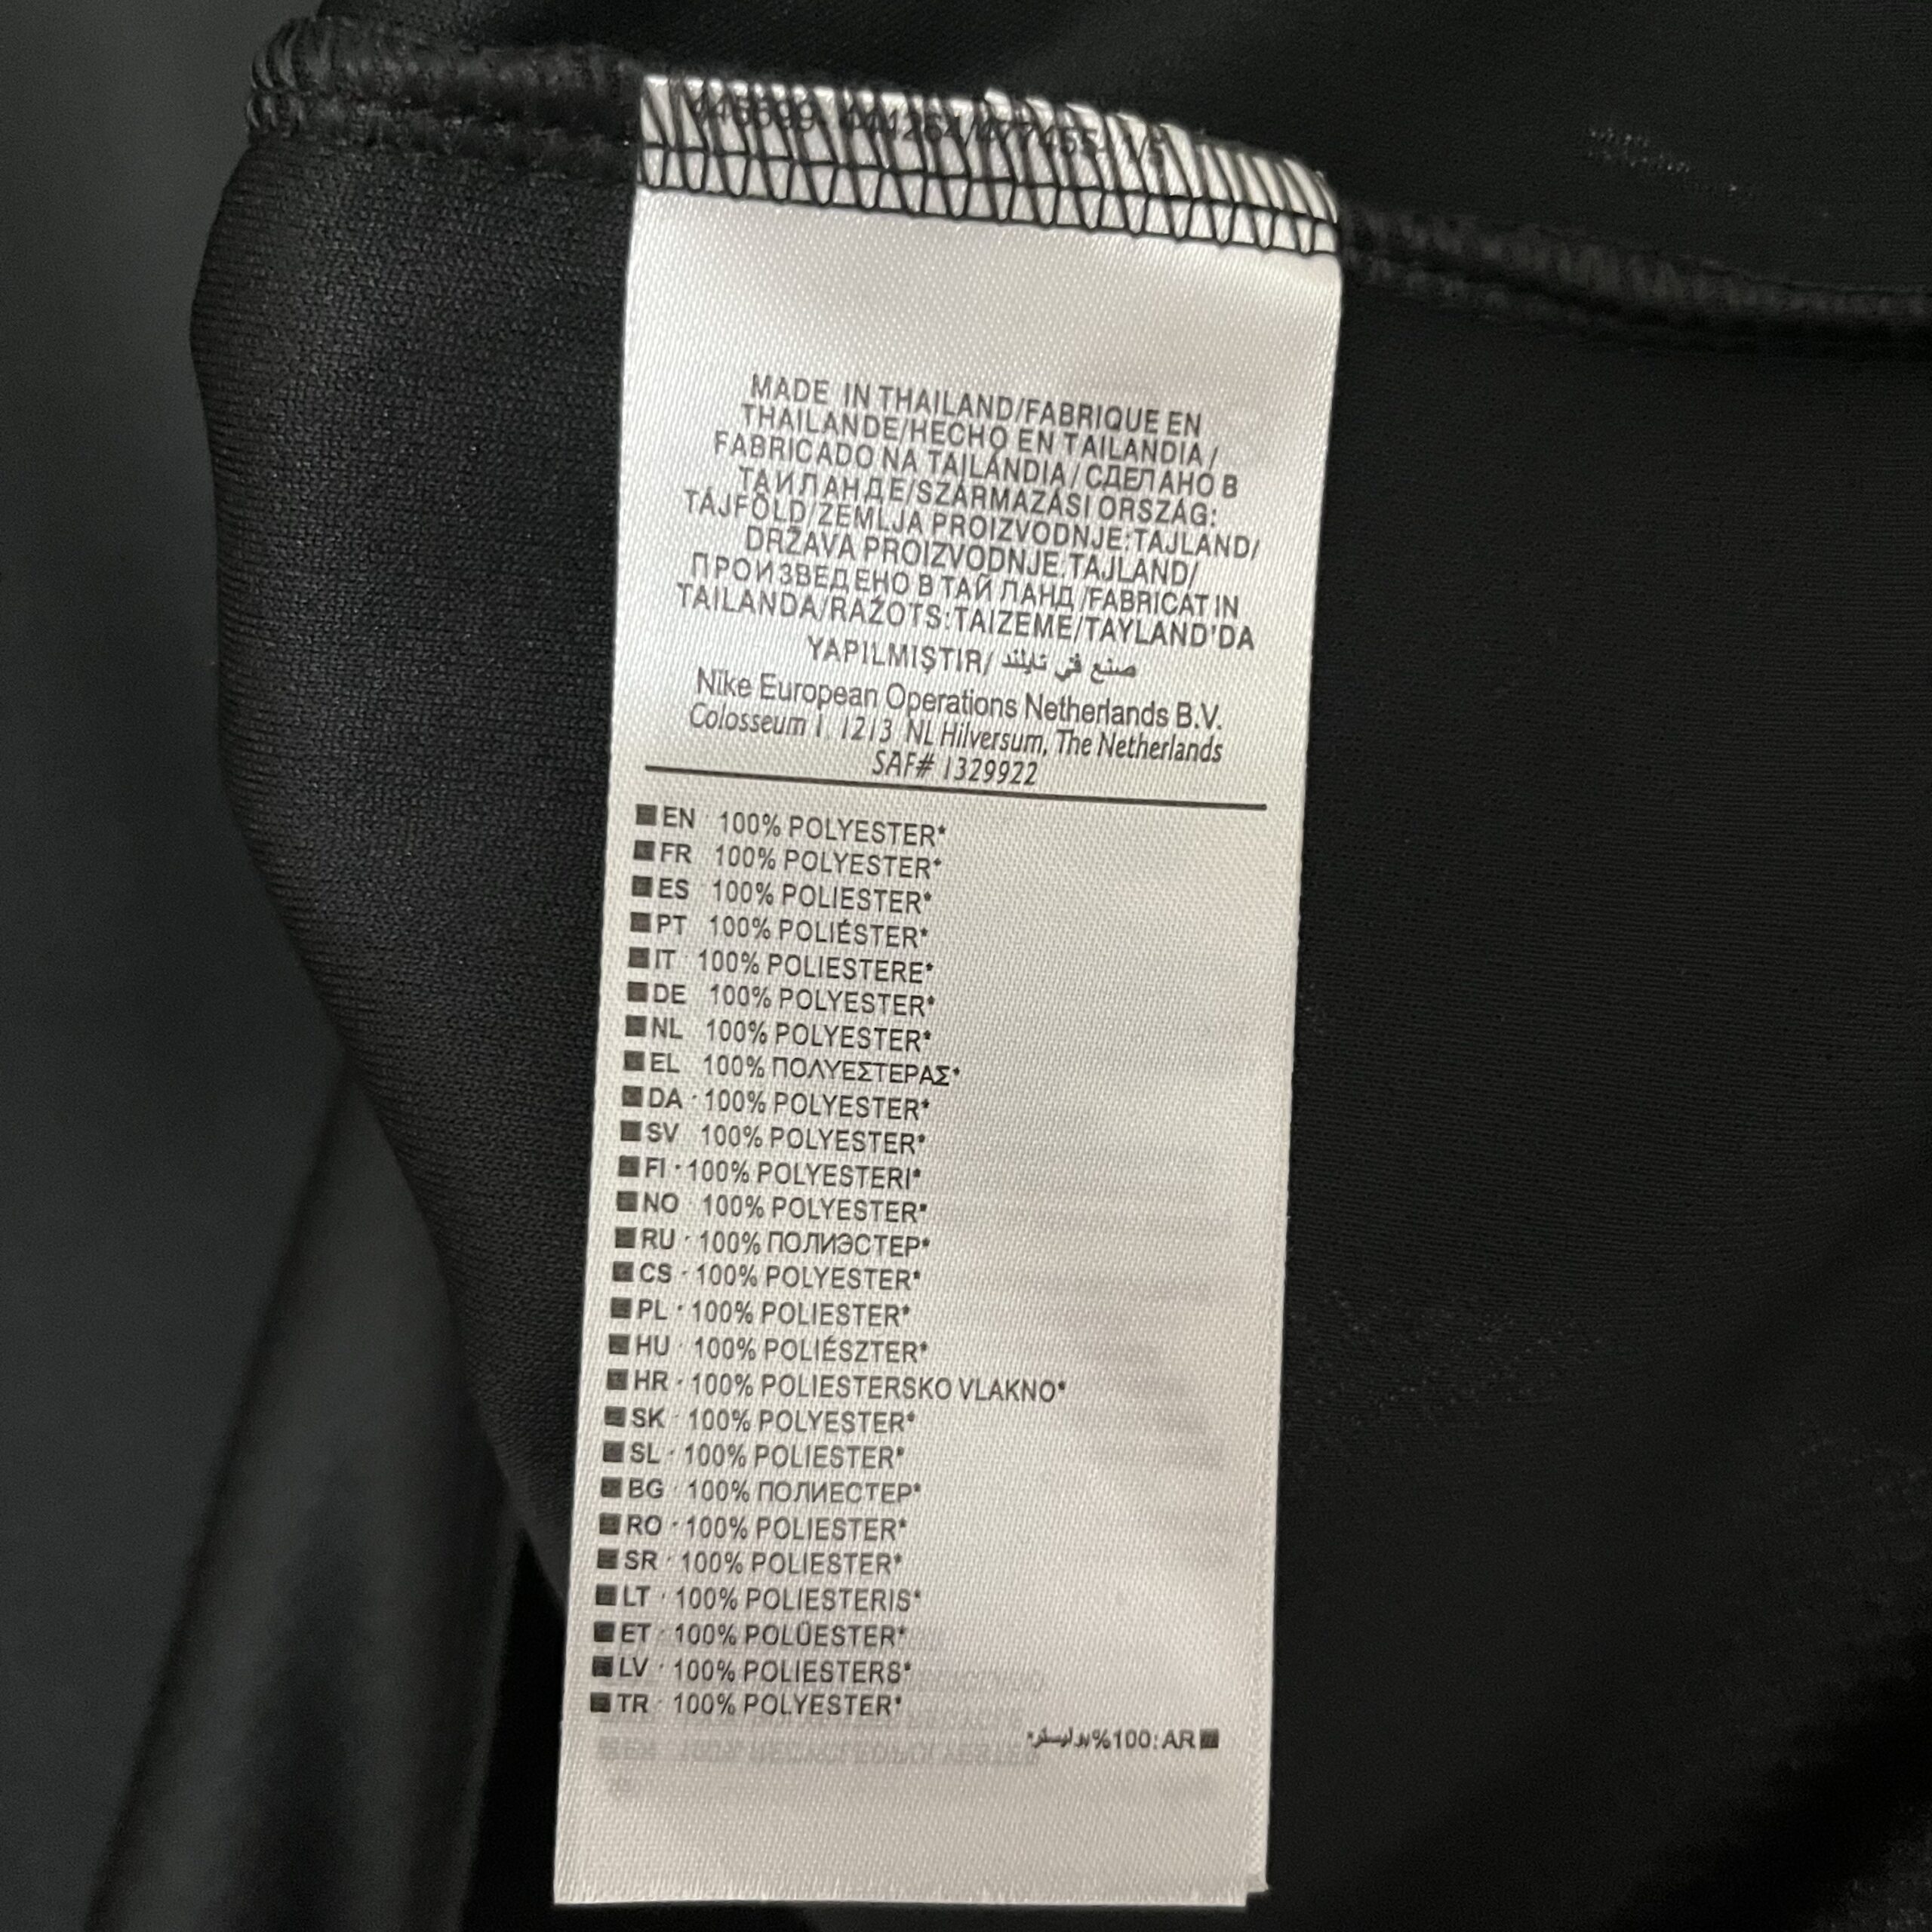 MADE IN THAILAND/FABRIQUE EN
THAILANDE/HECHO EN TAILANDIA/
FABRICADO NA TAILÁNDIA/СДЕЛАНО В
ТАИЛАНДЕ/SZÁRMAZÁSI ORSZÁG:
TÁJFÖLD/ZEMLJA PROIZVODNJE:TAJLAND/
DRŽAVA PROIZVODNJE:TAJLAND/
ПРОИЗВЕДЕНО В ТАЙЛАНД/FABRICAT IN
TAILANDA/RAŽOTS:TAIZEME/TAYLAND'DA
YAPILMIŞTIR/ صنع في تايلند
Nike European Operations Netherlands B.V.
Colosseum 1, 1213 NL Hilversum, The Netherlands
SAF# 1329922
EN · 100% POLYESTER*
FR 100% POLYESTER*
ES · 100% POLIESTER*
PT 100% POLIÉSTER*
IT · 100% POLIESTERE*
DE 100% POLYESTER*
NL 100% POLYESTER*
EL 100% ΠΟΛΥΕΣΤΕΡΑΣ*
DA · 100% POLYESTER*
SV 100% POLYESTER*
FI · 100% POLYESTERI*
NO · 100% POLYESTER*
RU · 100% ПОЛИЭСТЕР*
CS · 100% POLYESTER*
PL · 100% POLIESTER*
HU · 100% POLIÉSZTER*
HR · 100% POLIESTERSKO VLAKNO*
SK · 100% POLYESTER*
SL · 100% POLIESTER*
BG · 100% ПОЛИЕСТЕР*
RO · 100% POLIESTER*
SR · 100% POLIESTER*
LT · 100% POLIESTERIS*
ET · 100% POLÜESTER*
LV · 100% POLIESTERS*
TR · 100% POLYESTER*
AR :100% بوليستر*